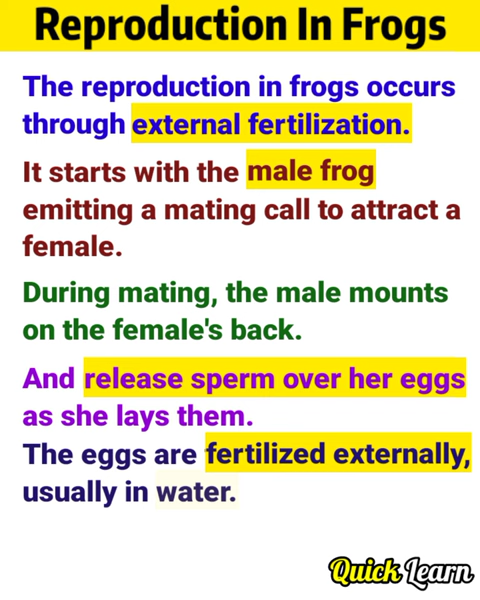 Reproduction In Frogs
The reproduction in frogs occurs
through external fertilization.
It starts with the male frog
emitting a mating call to attract a
female.
During mating, the male mounts
on the female's back.
And release sperm over her eggs
as she lays them.
The eggs are fertilized externally,
usually in water.
Quick Learn